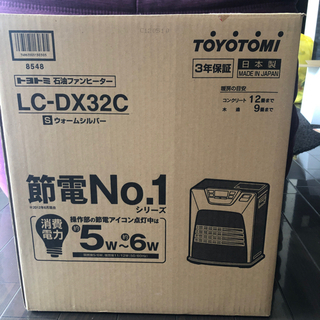 TOYOTOMI
8548
3年保証
日本製
MADE IN JAPAN
トヨトミ 石油ファンヒーター
LC-DX32C
S ウォームシルバー
暖房の目安
コンクリート 12畳まで
木造 9畳まで
節電No.1
シリーズ
消費電力
操作部の節電アイコン点灯中は
約5W~約6W